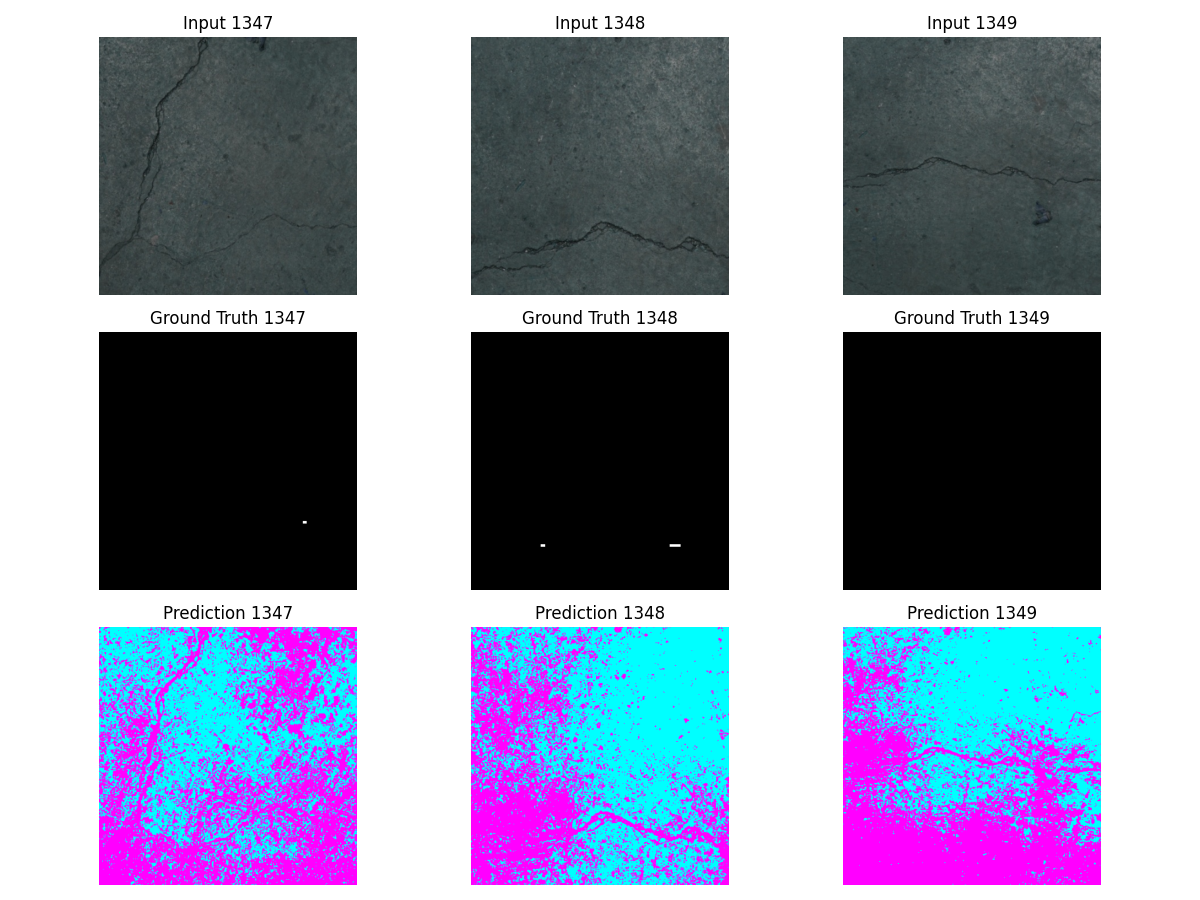 Input 1347
Input 1348
Input 1349
Ground Truth 1347
Ground Truth 1348
Ground Truth 1349
Prediction 1347
Prediction 1348
Prediction 1349